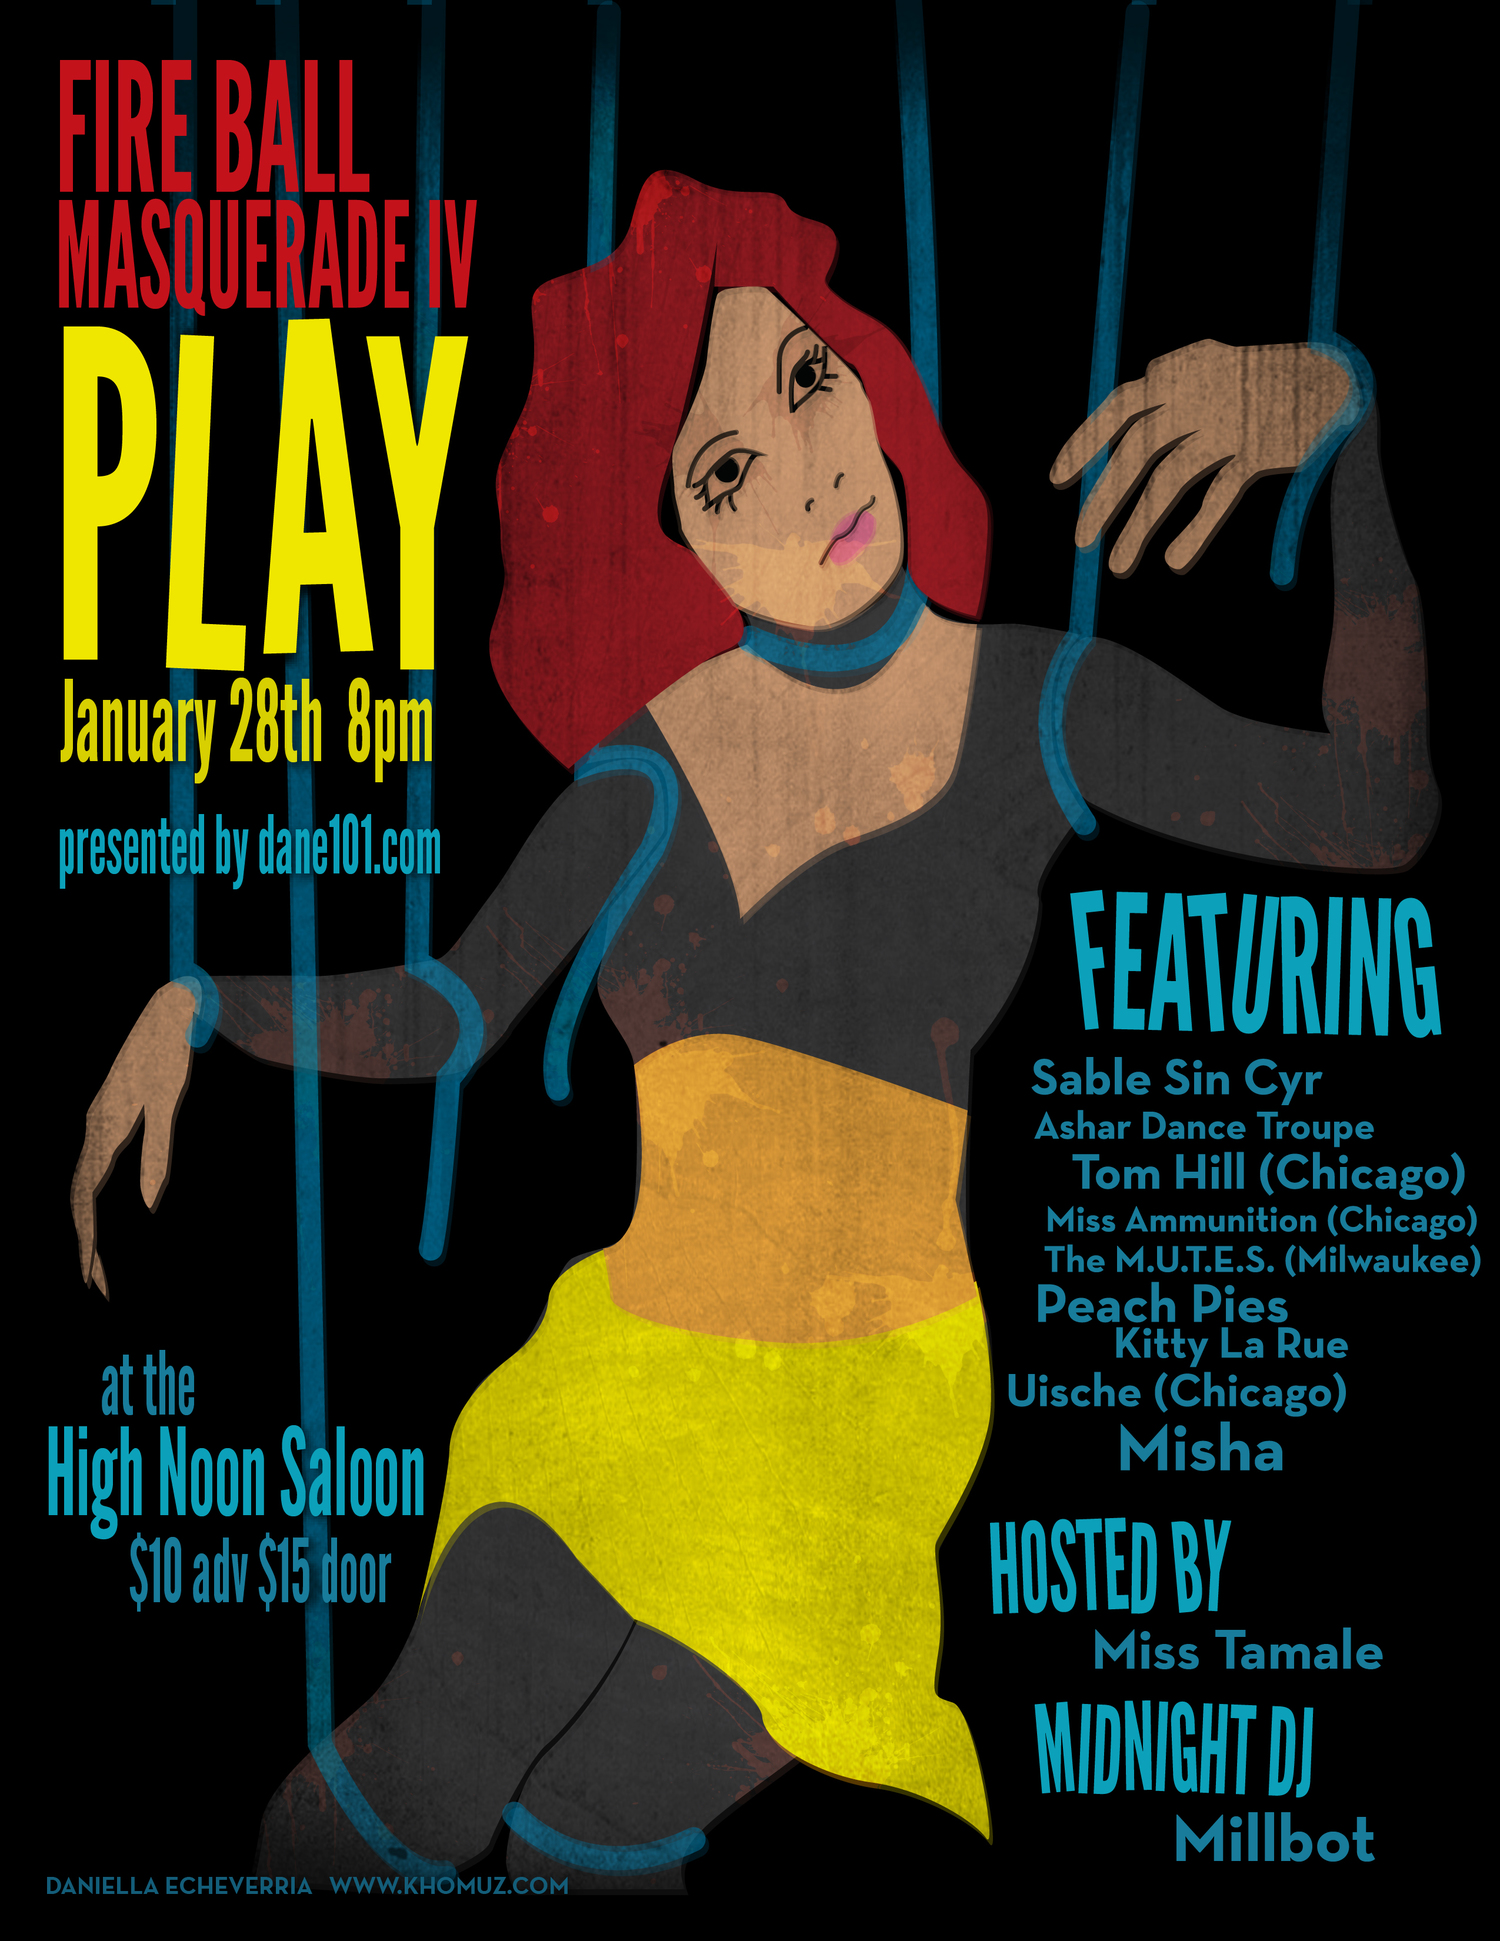 FIRE BALL
MASQUERADE IV
PLAY
January 28th 8pm
presented by dane101.com
at the
High Noon Saloon
$10 adv $15 door
FEATURING
Sable Sin Cyr
Ashar Dance Troupe
Tom Hill (Chicago)
Miss Ammunition (Chicago)
The M.U.T.E.S. (Milwaukee)
Peach Pies
Kitty La Rue
Uische (Chicago)
Misha
HOSTED BY
Miss Tamale
MIDNIGHT DJ
Millbot
DANIELLA ECHEVERRIA WWW.KHOMUZ.COM